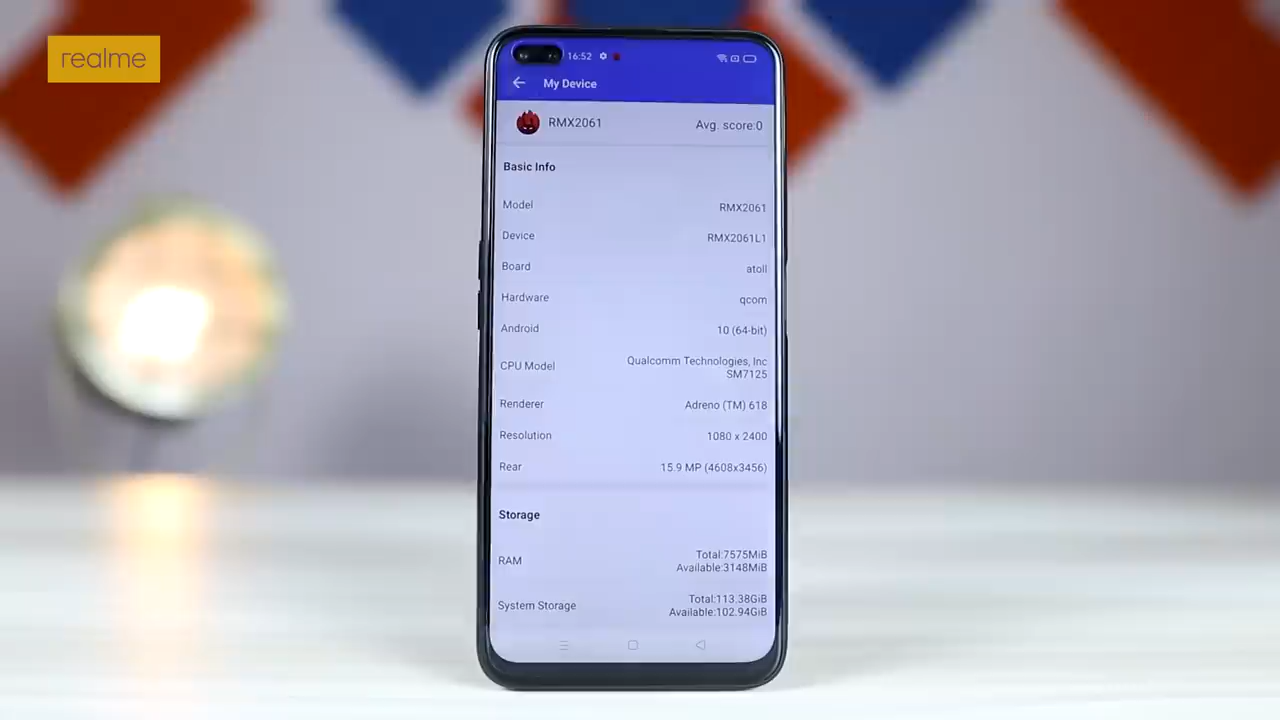 realme
16:52
My Device
RMX2061 Avg. score:0
Basic Info
Model RMX2061
Device RMX2061L1
Board atoll
Hardware qcom
Android 10 (64-bit)
CPU Model Qualcomm Technologies, Inc
SM7125
Renderer Adreno (TM) 618
Resolution 1080 x 2400
Rear 15.9 MP (4608x3456)
Storage
RAM Total:7575MiB
Available:3148MiB
System Storage Total:113.38GiB
Available:102.94GiB